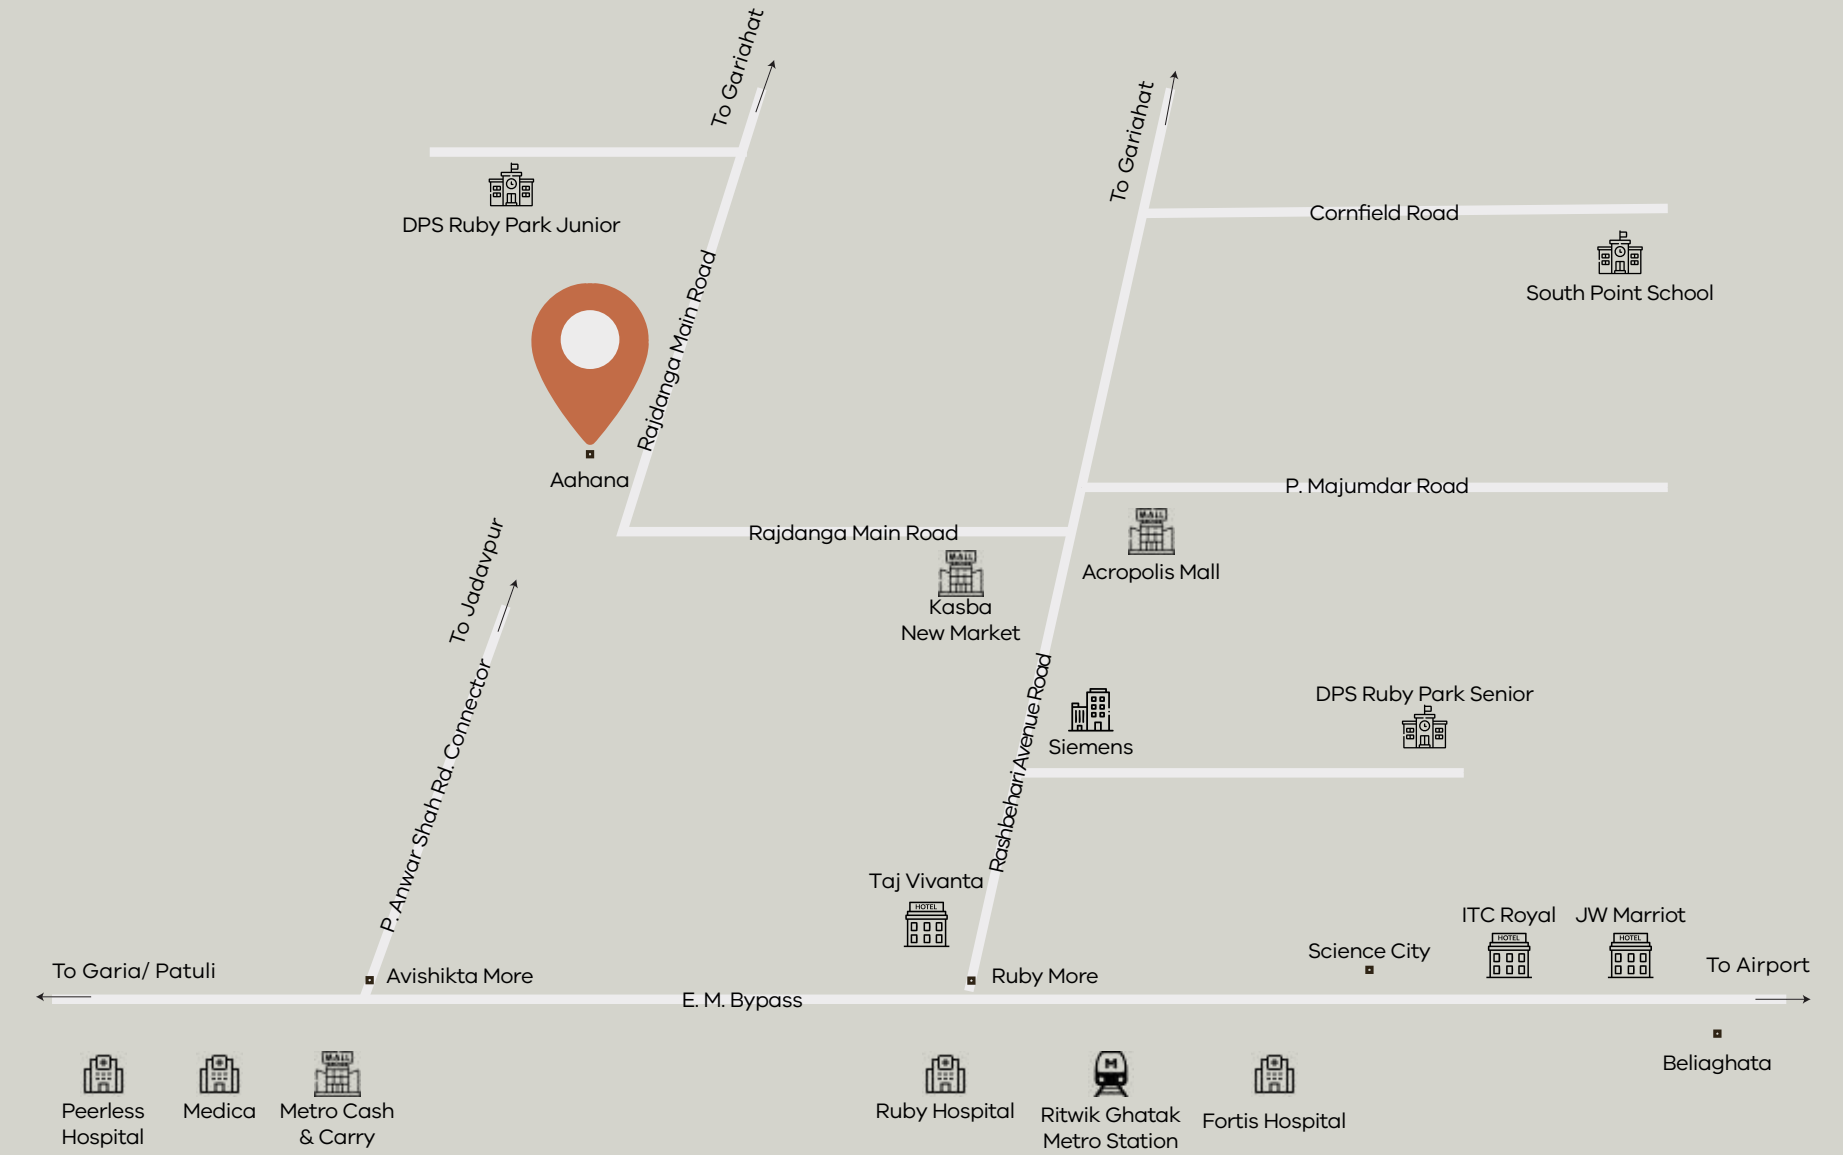 To Gariahat
To Gariahat
Cornfield Road
DPS Ruby Park Junior
South Point School
Rajdanga Main Road
Aahana
P. Majumdar Road
Rajdanga Main Road
MALL
MALL
Acropolis Mall
Kasba
New Market
To Jadavpur
P. Anwar Shah Rd. Connector
Rashbehari Avenue Road
DPS Ruby Park Senior
Siemens
Taj Vivanta
HOTEL
ITC Royal
JW Marriot
HOTEL
HOTEL
Science City
To Airport
To Garia/ Patuli
Avishikta More
Ruby More
E. M. Bypass
Beliaghata
MALL
M
Peerless
Hospital
Medica
Metro Cash
& Carry
Ruby Hospital
Ritwik Ghatak
Metro Station
Fortis Hospital